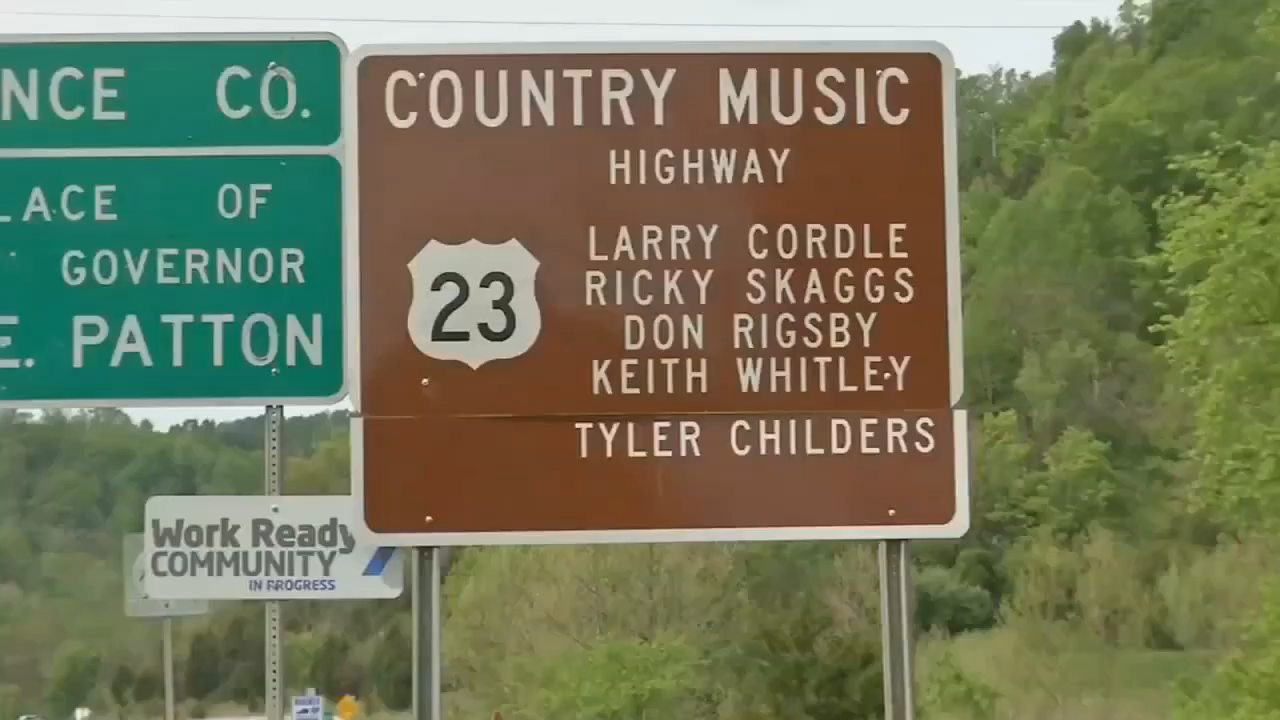 NCE CO.
LACE OF
GOVERNOR
E. PATTON
COUNTRY MUSIC
HIGHWAY
23
LARRY CORDLE
RICKY SKAGGS
DON RIGSBY
KEITH WHITLEY
TYLER CHILDERS
Work Ready
COMMUNITY
IN PROGRESS